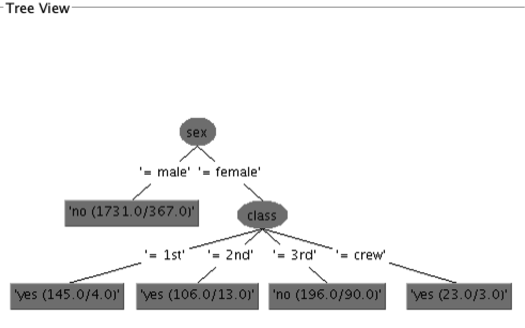 Tree View
sex
'= male' '= female'
'no (1731.0/367.0)'
class
'= 1st' '= 2nd' '= 3rd' '= crew'
'yes (145.0/4.0)' 'yes (106.0/13.0)' 'no (196.0/90.0)' 'yes (23.0/3.0)'